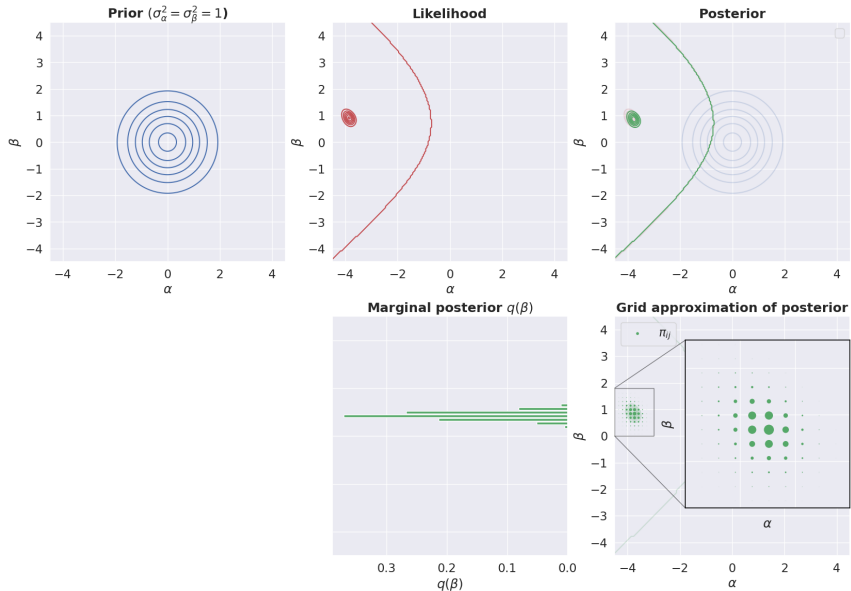 Prior (σ²_α = σ²_β = 1)
Likelihood
Posterior
4
3
2
1
0
−1
−2
−3
−4
β
−4 −2 0 2 4
α
4
3
2
1
0
−1
−2
−3
−4
β
−4 −2 0 2 4
α
4
3
2
1
0
−1
−2
−3
−4
β
−4 −2 0 2 4
α
Marginal posterior q(β)
Grid approximation of posterior
0.3 0.2 0.1 0.0
q(β)
4
3
2
1
0
−1
−2
−3
−4
β
π_ij
β
α
−4 −2 0 2 4
α